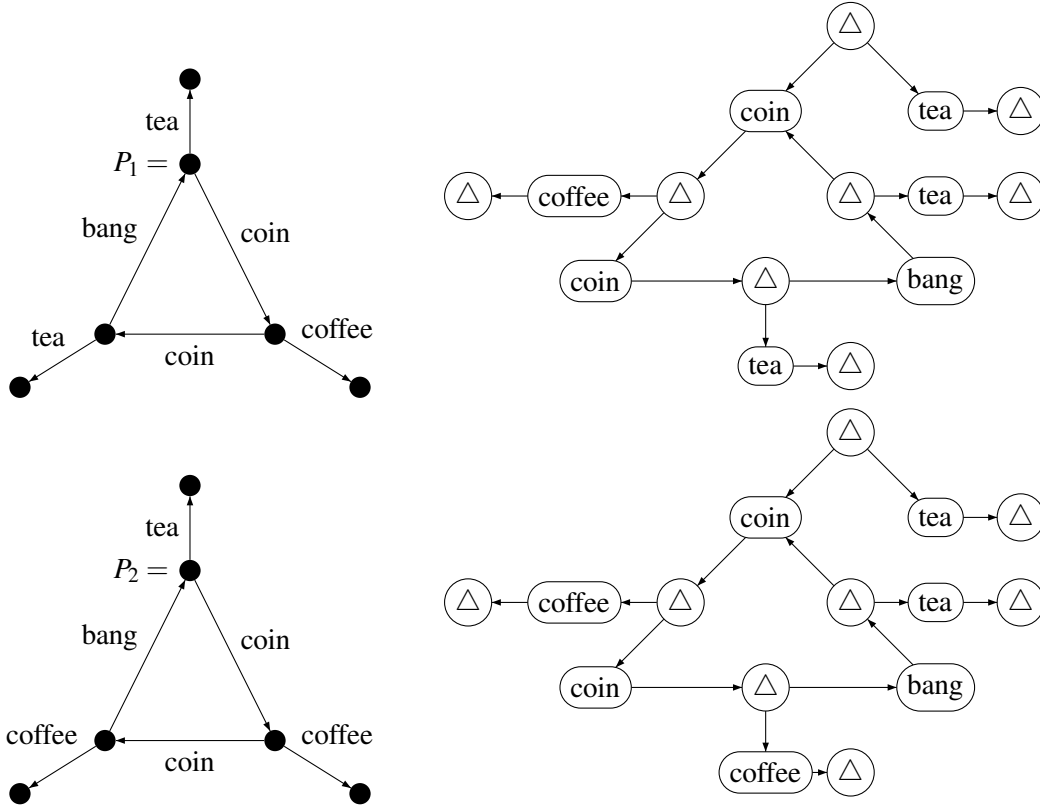 △
tea
coin
tea
△
P₁ =
△
coffee
△
△
tea
△
bang
coin
coin
△
bang
tea
coffee
coin
tea
△
△
tea
coin
tea
△
P₂ =
△
coffee
△
△
tea
△
bang
coin
coin
△
bang
coffee
coffee
coin
coffee
△